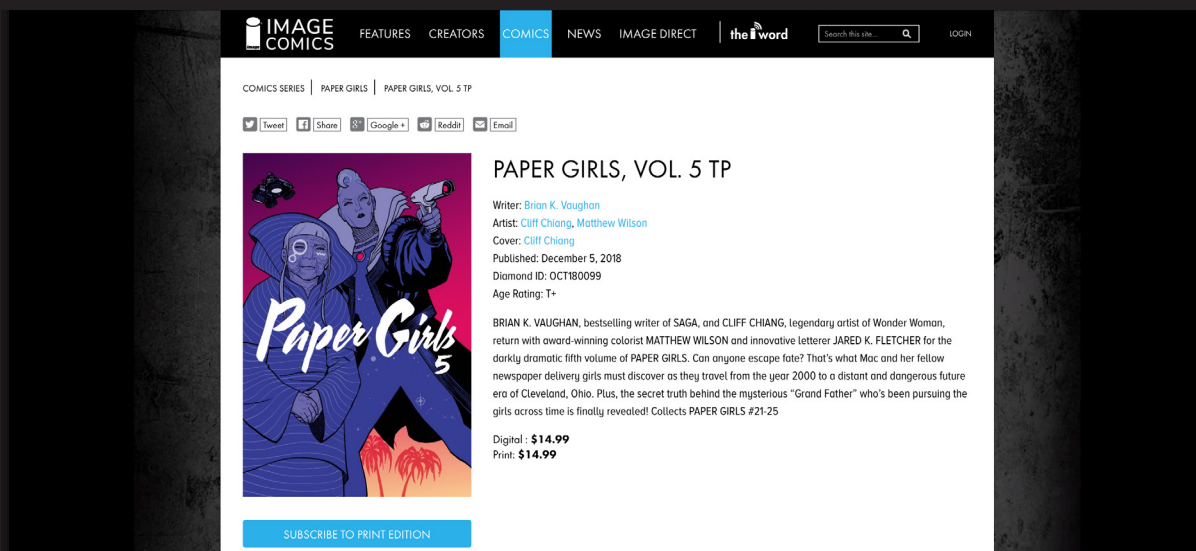 IMAGE
COMICS
FEATURES CREATORS COMICS NEWS IMAGE DIRECT the i word Search this site... LOGIN
COMICS SERIES PAPER GIRLS PAPER GIRLS, VOL. 5 TP
Tweet Share Google + Reddit Email
PAPER GIRLS, VOL. 5 TP
Writer: Brian K. Vaughan
Artist: Cliff Chiang, Matthew Wilson
Cover: Cliff Chiang
Published: December 5, 2018
Diamond ID: OCT180099
Age Rating: T+
BRIAN K. VAUGHAN, bestselling writer of SAGA, and CLIFF CHIANG, legendary artist of Wonder Woman,
return with award-winning colorist MATTHEW WILSON and innovative letterer JARED K. FLETCHER for the
darkly dramatic fifth volume of PAPER GIRLS. Can anyone escape fate? That's what Mac and her fellow
newspaper delivery girls must discover as they travel from the year 2000 to a distant and dangerous future
era of Cleveland, Ohio. Plus, the secret truth behind the mysterious “Grand Father” who's been pursuing the
girls across time is finally revealed! Collects PAPER GIRLS #21-25
Digital : $14.99
Print: $14.99
Paper Girls
5
SUBSCRIBE TO PRINT EDITION